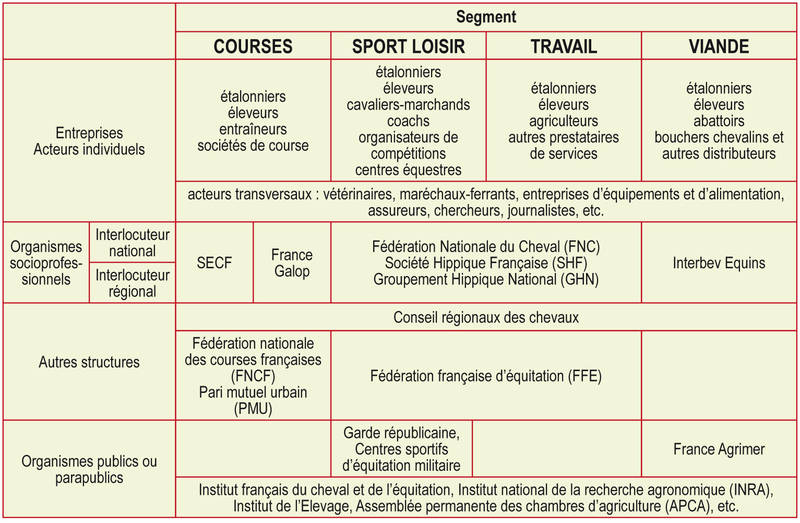 Segment
COURSES
SPORT LOISIR
TRAVAIL
VIANDE
Entreprises
Acteurs individuels
étalonniers
éleveurs
entraîneurs
sociétés de course
étalonniers
éleveurs
cavaliers-marchands
coachs
organisateurs de
compétitions
centres équestres
étalonniers
éleveurs
agriculteurs
autres prestataires
de services
étalonniers
éleveurs
abattoirs
bouchers chevalins et
autres distributeurs
acteurs transversaux : vétérinaires, maréchaux-ferrants, entreprises d’équipements et d’alimentation,
assureurs, chercheurs, journalistes, etc.
Organismes
socioprofes-
sionnels
Interlocuteur
national
Interlocuteur
régional
SECF
France
Galop
Fédération Nationale du Cheval (FNC)
Société Hippique Française (SHF)
Groupement Hippique National (GHN)
Interbev Equins
Autres structures
Conseil régionaux des chevaux
Fédération nationale
des courses françaises
(FNCF)
Pari mutuel urbain
(PMU)
Fédération française d’équitation (FFE)
Organismes publics ou
parapublics
Garde républicaine,
Centres sportifs
d’équitation militaire
France Agrimer
Institut français du cheval et de l’équitation, Institut national de la recherche agronomique (INRA),
Institut de l’Elevage, Assemblée permanente des chambres d’agriculture (APCA), etc.